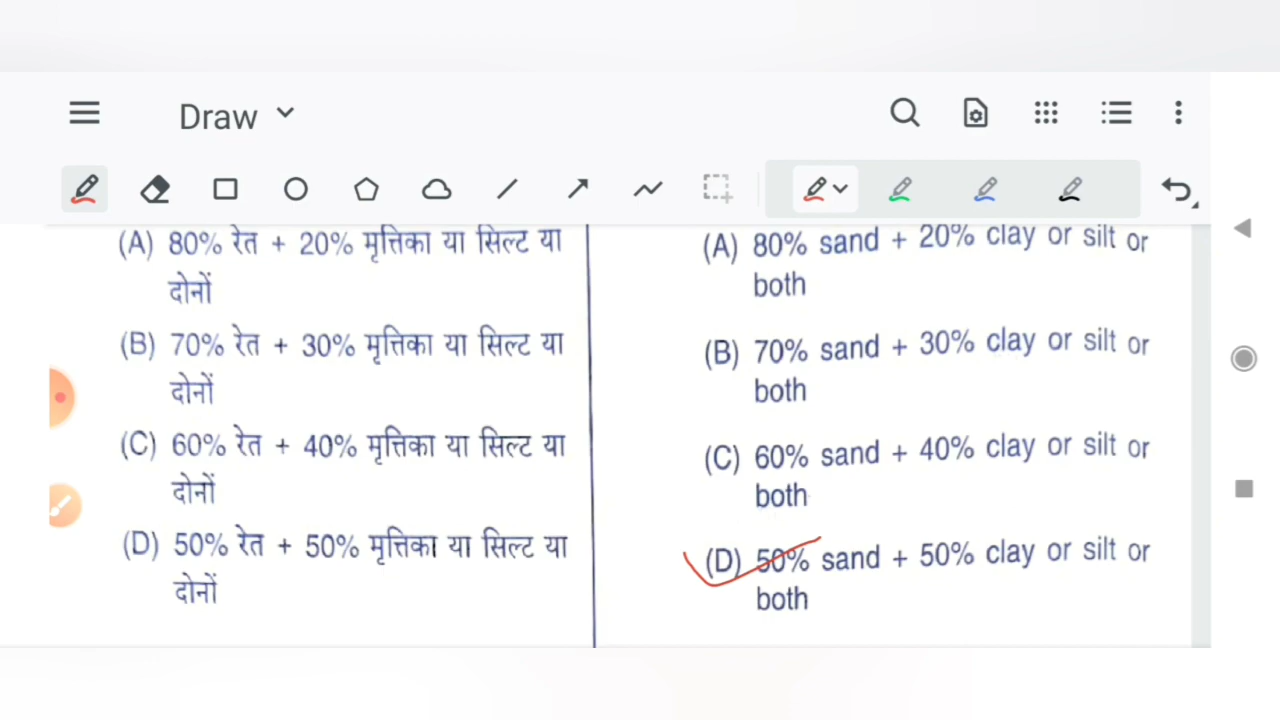 Draw
(A) 80% रेत + 20% मृत्तिका या सिल्ट या
दोनों
(B) 70% रेत + 30% मृत्तिका या सिल्ट या
दोनों
(C) 60% रेत + 40% मृत्तिका या सिल्ट या
दोनों
(D) 50% रेत + 50% मृत्तिका या सिल्ट या
दोनों
(A) 80% sand + 20% clay or silt or
both
(B) 70% sand + 30% clay or silt or
both
(C) 60% sand + 40% clay or silt or
both
(D) 50% sand + 50% clay or silt or
both